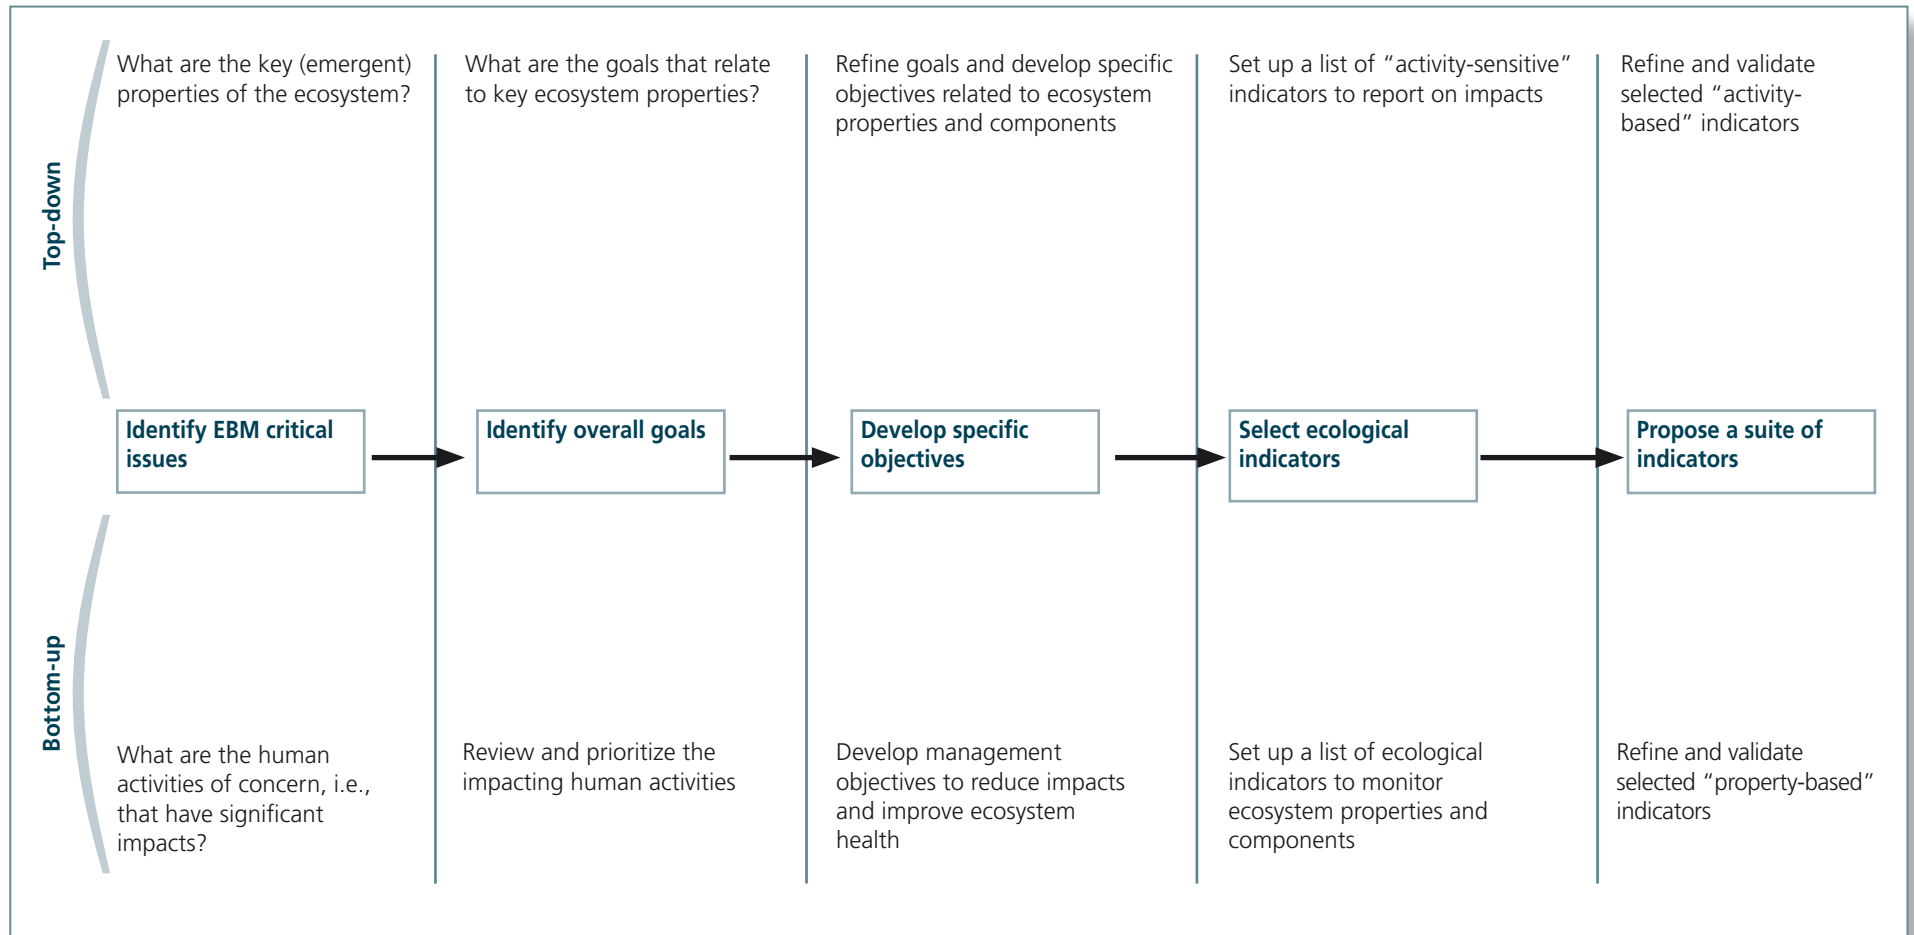 Top-down
What are the key (emergent)
properties of the ecosystem?
What are the goals that relate
to key ecosystem properties?
Refine goals and develop specific
objectives related to ecosystem
properties and components
Set up a list of “activity-sensitive”
indicators to report on impacts
Refine and validate
selected “activity-
based” indicators
Identify EBM critical
issues
Identify overall goals
Develop specific
objectives
Select ecological
indicators
Propose a suite of
indicators
Bottom-up
What are the human
activities of concern, i.e.,
that have significant
impacts?
Review and prioritize the
impacting human activities
Develop management
objectives to reduce impacts
and improve ecosystem
health
Set up a list of ecological
indicators to monitor
ecosystem properties and
components
Refine and validate
selected “property-based”
indicators